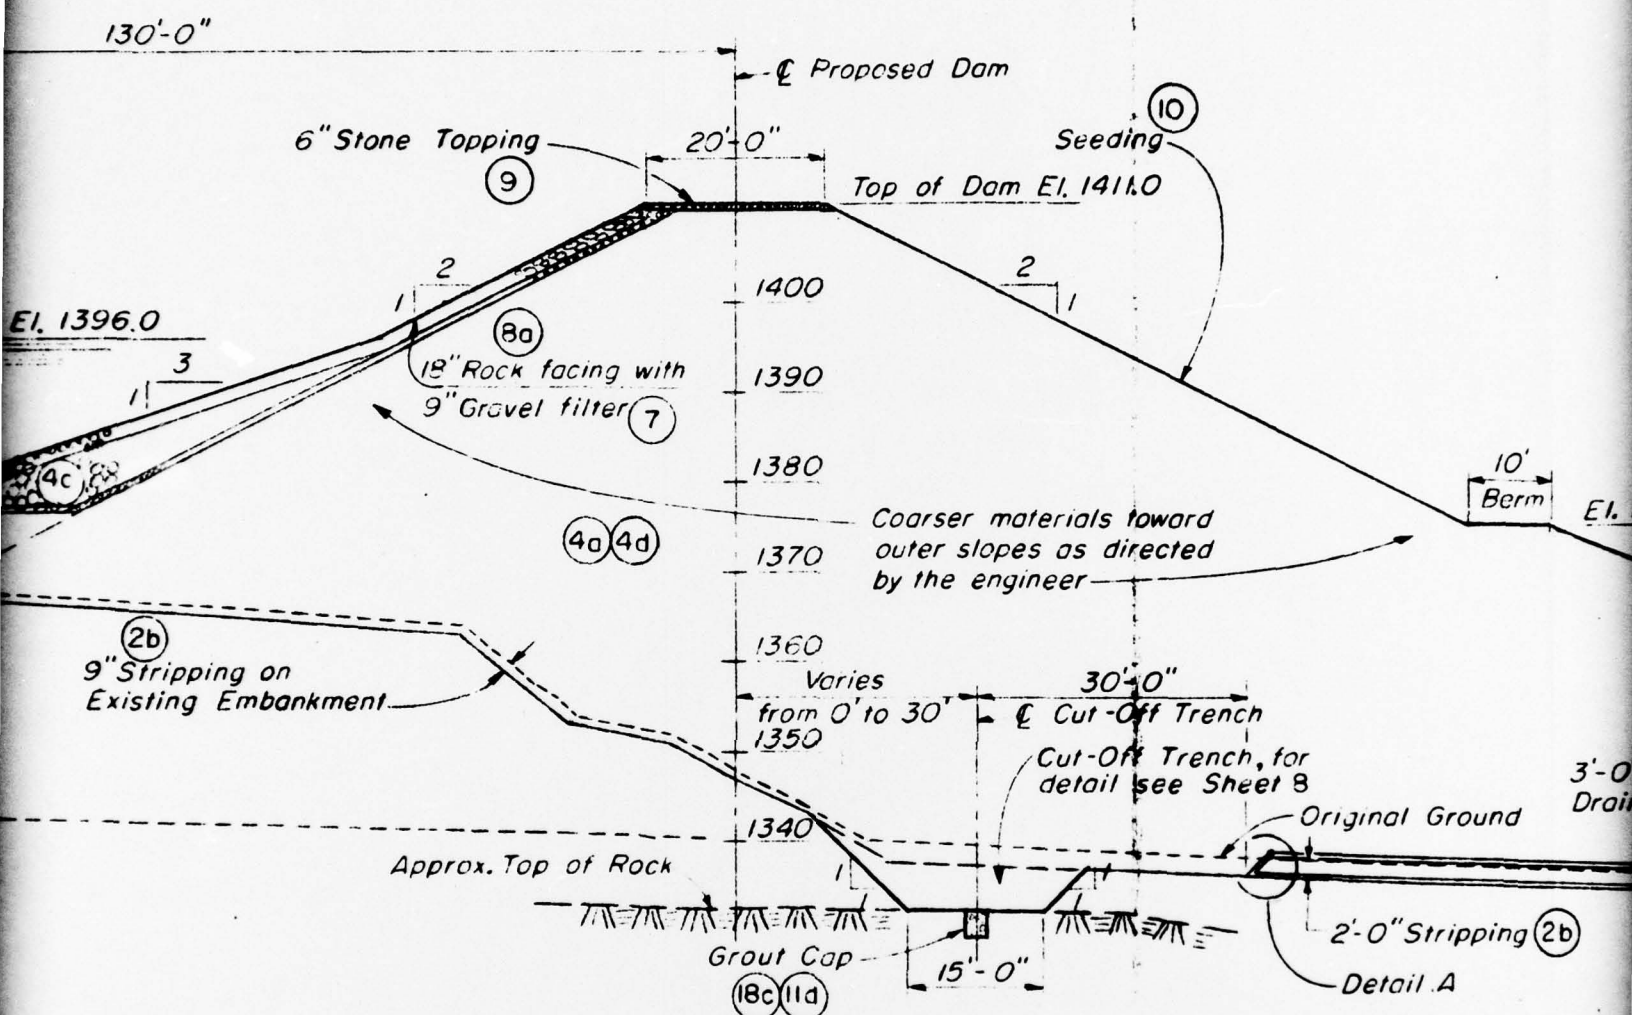 130'-0"
℄ Proposed Dam
10
6" Stone Topping
20'-0"
Seeding
9
Top of Dam El. 1411.0
2
2
1
1400
1
El. 1396.0
8a
3
18" Rock facing with
1390
1
9" Gravel filter
7
1380
10'
4c
Berm
Coarser materials toward
El.
4a 4d
outer slopes as directed
1370
by the engineer
2b
1360
9" Stripping on
Varies
30'-0"
Existing Embankment
from 0' to 30'
℄ Cut-Off Trench
1350
Cut-Off Trench, for
detail see Sheet 8
3'-0
Drai
1340
Original Ground
Approx. Top of Rock
1
1
1
1
2'-0" Stripping 2b
Grout Cap
15'-0"
Detail A
18c 11d